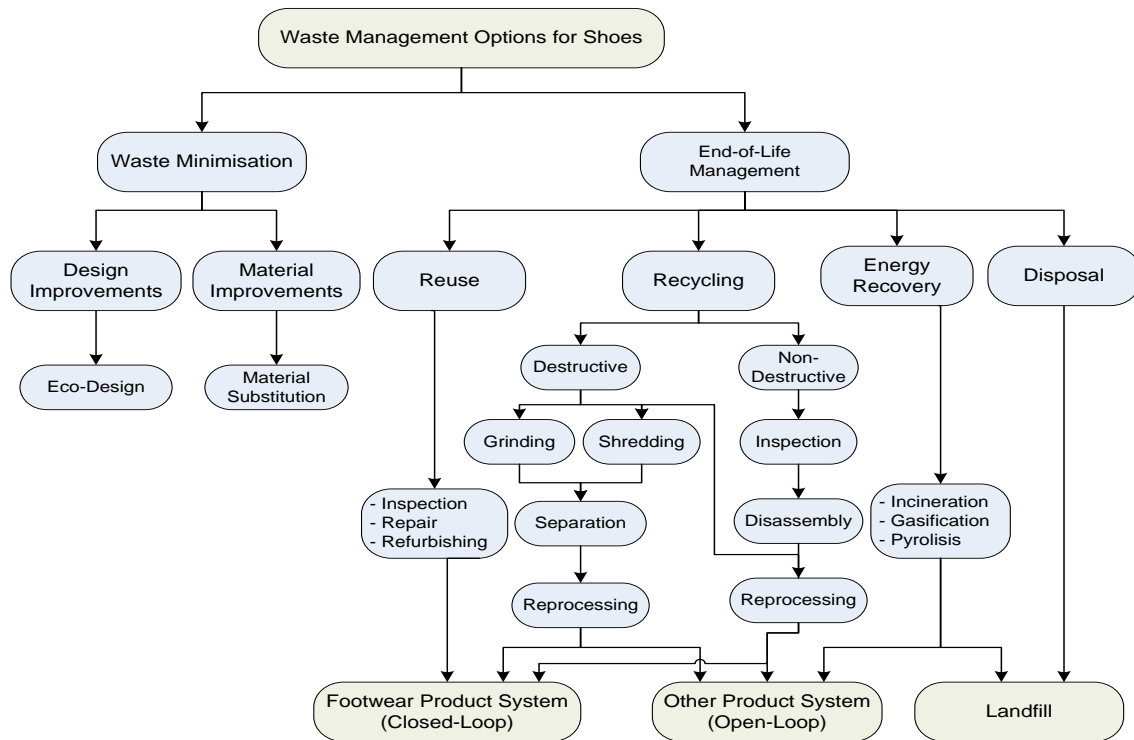 Waste Management Options for Shoes
Waste Minimisation
End-of-Life
Management
Design
Improvements
Material
Improvements
Reuse
Recycling
Energy
Recovery
Disposal
Eco-Design
Material
Substitution
Destructive
Non-
Destructive
Grinding
Shredding
Inspection
- Inspection
- Repair
- Refurbishing
Separation
Disassembly
- Incineration
- Gasification
- Pyrolisis
Reprocessing
Reprocessing
Footwear Product System
(Closed-Loop)
Other Product System
(Open-Loop)
Landfill